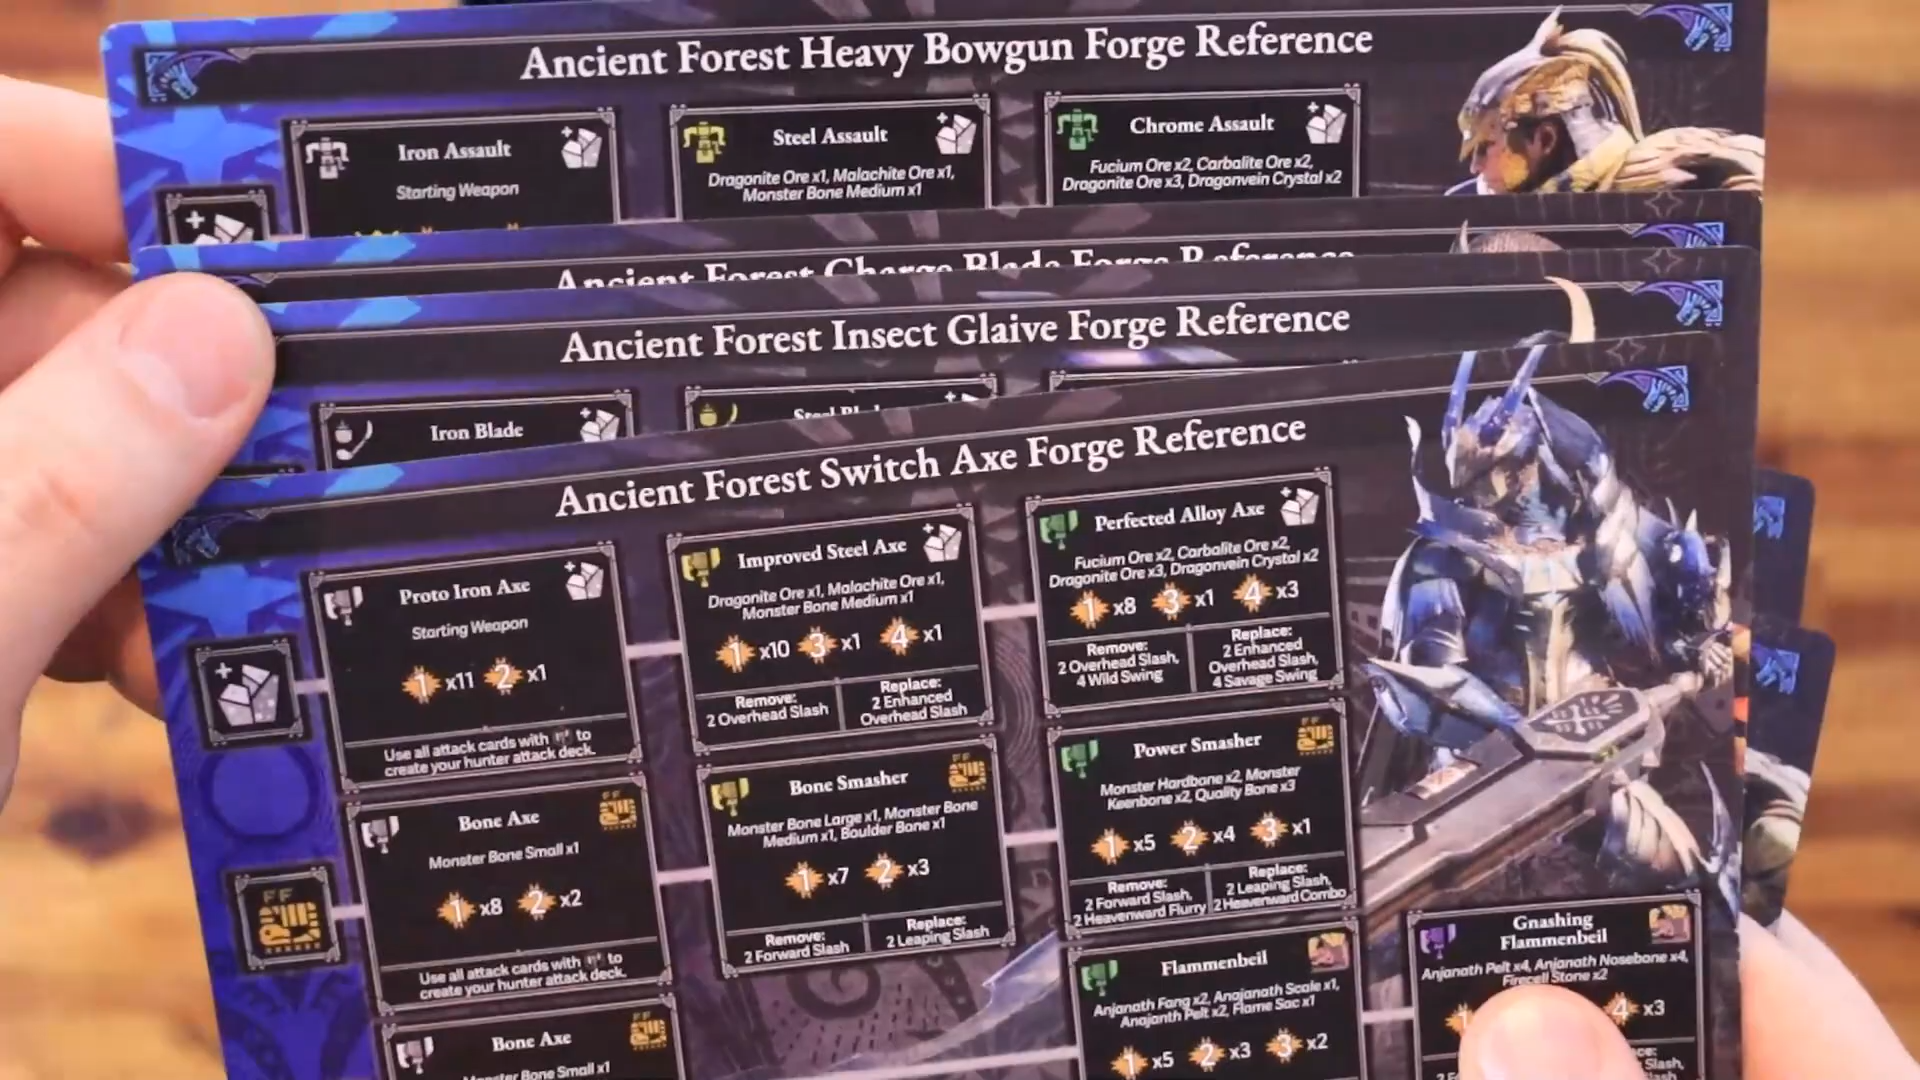 Ancient Forest Heavy Bowgun Forge Reference
Iron Assault
Starting Weapon
Steel Assault
Dragonite Ore x1, Malachite Ore x1,
Monster Bone Medium x1
Chrome Assault
Fucium Ore x2, Carbalite Ore x2,
Dragonite Ore x3, Dragonvein Crystal x2
Ancient Forest Charge Blade Forge Reference
Ancient Forest Insect Glaive Forge Reference
Iron Blade
Ancient Forest Switch Axe Forge Reference
Proto Iron Axe
Starting Weapon
1 x11 2 x1
Use all attack cards with to
create your hunter attack deck.
Improved Steel Axe
Dragonite Ore x1, Malachite Ore x1,
Monster Bone Medium x1
1 x10 3 x1 4 x1
Remove:
2 Overhead Slash
Replace:
2 Enhanced
Overhead Slash
Perfected Alloy Axe
Fucium Ore x2, Carbalite Ore x2,
Dragonite Ore x3, Dragonvein Crystal x2
1 x8 3 x1 4 x3
Remove:
2 Overhead Slash,
4 Wild Swing
Replace:
2 Enhanced
Overhead Slash,
4 Savage Swing
Bone Axe
Monster Bone Small x1
1 x8 2 x2
Use all attack cards with to
create your hunter attack deck.
Bone Smasher
Monster Bone Large x1, Monster Bone
Medium x1, Boulder Bone x1
1 x7 2 x3
Remove:
2 Forward Slash
Replace:
2 Leaping Slash
Power Smasher
Monster Hardbone x2, Monster
Keenbone x2, Quality Bone x3
1 x5 2 x4 3 x1
Remove:
2 Forward Slash,
2 Heavenward Flurry
Replace:
2 Leaping Slash,
2 Heavenward Combo
Bone Axe
Monster Bone Small x1
Flammenbeil
Anjanath Fang x2, Anajanath Scale x1,
Anajanth Pelt x2, Flame Sac x1
1 x5 2 x3 3 x2
Gnashing
Flammenbeil
Anjanath Pelt x4, Anjanath Nosebone x4,
Firecell Stone x2
1 4 x3
Slash,